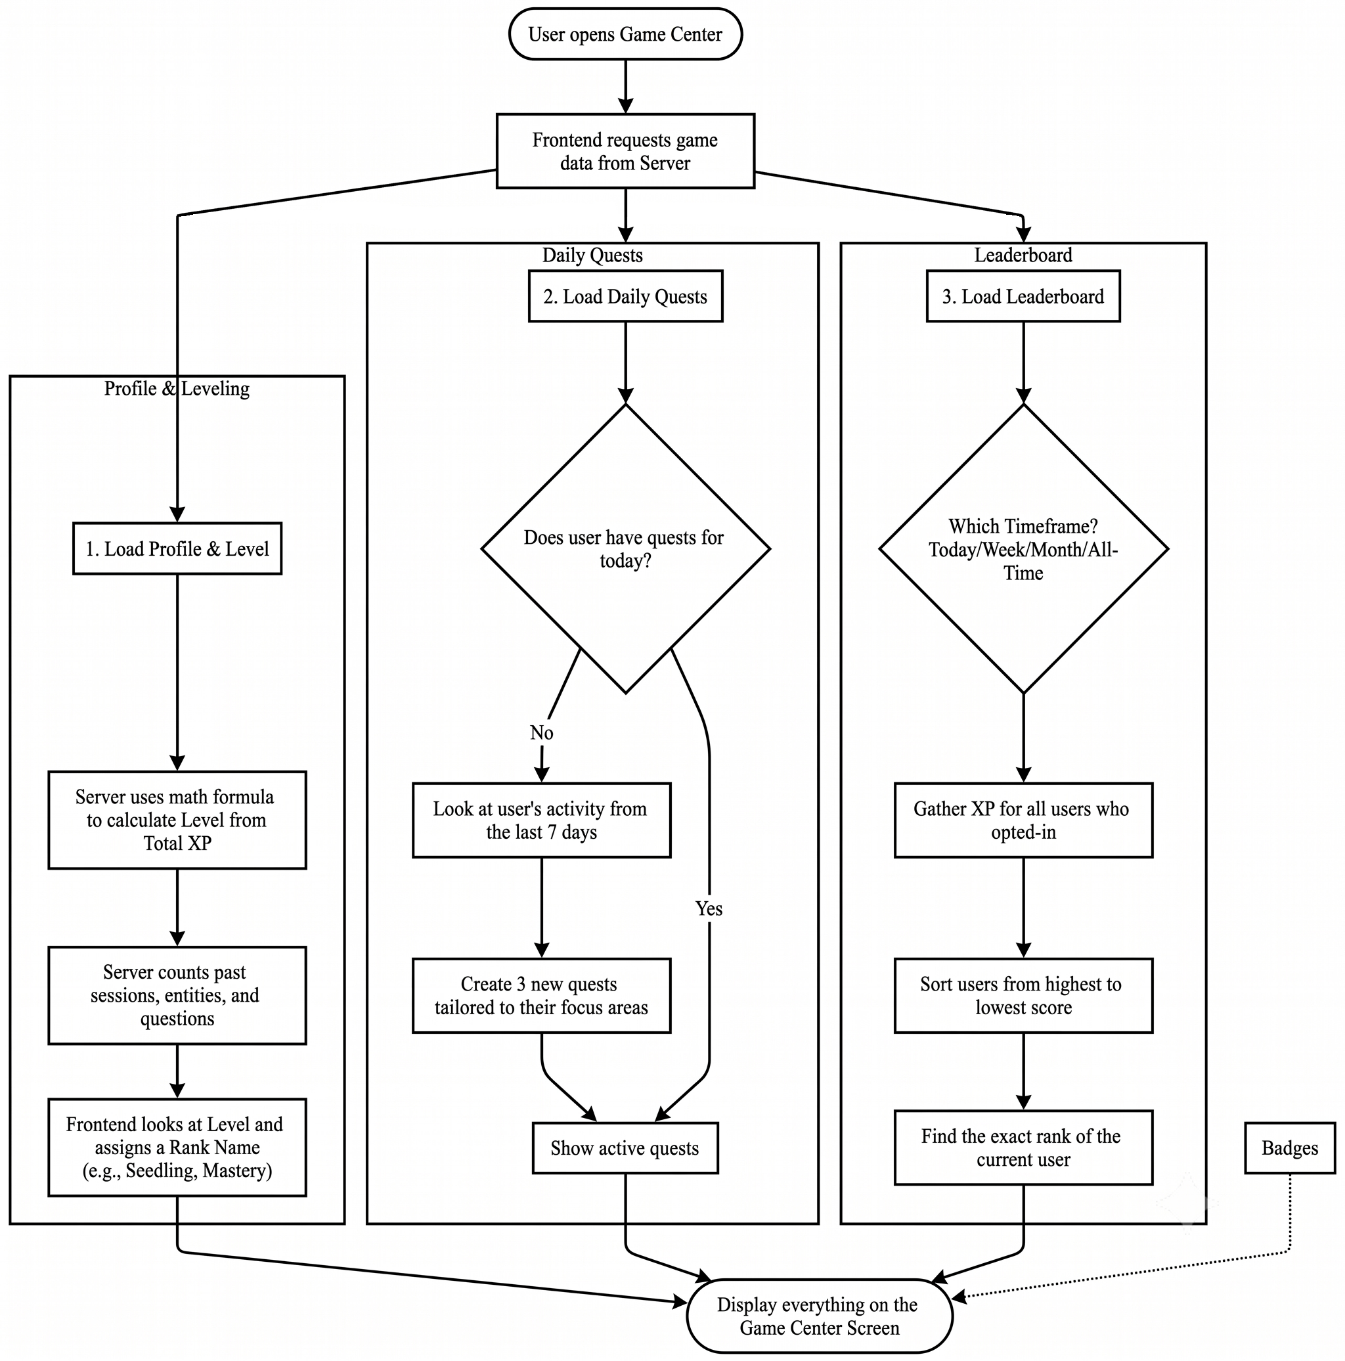 User opens Game Center
Frontend requests game
data from Server
Profile & Leveling
1. Load Profile & Level
Server uses math formula
to calculate Level from
Total XP
Server counts past
sessions, entities, and
questions
Frontend looks at Level and
assigns a Rank Name
(e.g., Seedling, Mastery)
Daily Quests
2. Load Daily Quests
Does user have quests for
today?
No
Yes
Look at user's activity from
the last 7 days
Create 3 new quests
tailored to their focus areas
Show active quests
Leaderboard
3. Load Leaderboard
Which Timeframe?
Today/Week/Month/All-
Time
Gather XP for all users who
opted-in
Sort users from highest to
lowest score
Find the exact rank of the
current user
Badges
Display everything on the
Game Center Screen